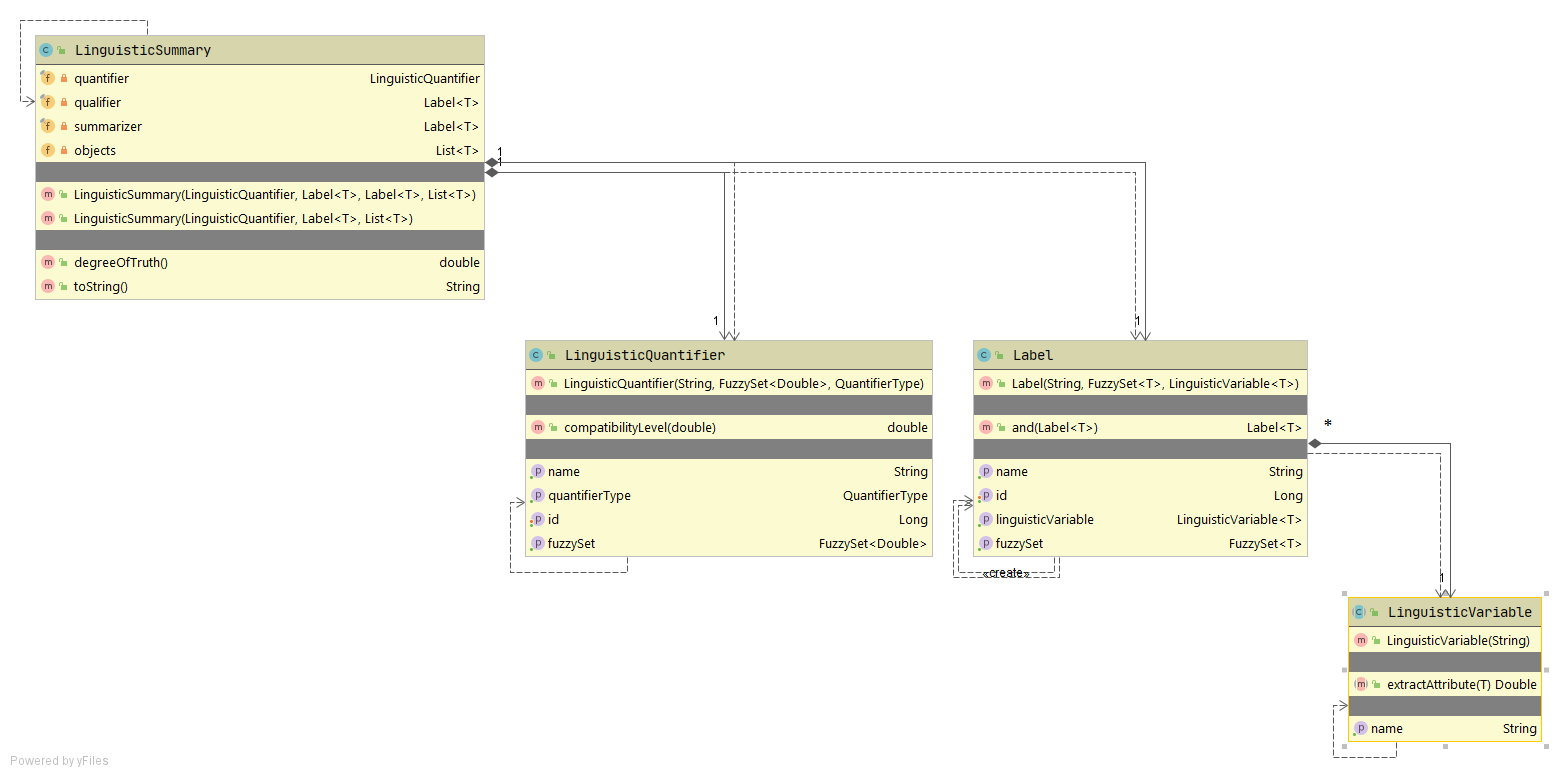 LinguisticSummary
quantifier LinguisticQuantifier
qualifier Label<T>
summarizer Label<T>
objects List<T>
1
1
LinguisticSummary(LinguisticQuantifier, Label<T>, Label<T>, List<T>)
LinguisticSummary(LinguisticQuantifier, Label<T>, List<T>)
degreeOfTruth() double
toString() String
1
1
LinguisticQuantifier
LinguisticQuantifier(String, FuzzySet<Double>, QuantifierType)
compatibilityLevel(double) double
name String
quantifierType QuantifierType
id Long
fuzzySet FuzzySet<Double>
Label
Label(String, FuzzySet<T>, LinguisticVariable<T>)
and(Label<T>) Label<T>
*
name String
id Long
linguisticVariable LinguisticVariable<T>
fuzzySet FuzzySet<T>
«create»
1
LinguisticVariable
LinguisticVariable(String)
extractAttribute(T) Double
name String
Powered by yFiles